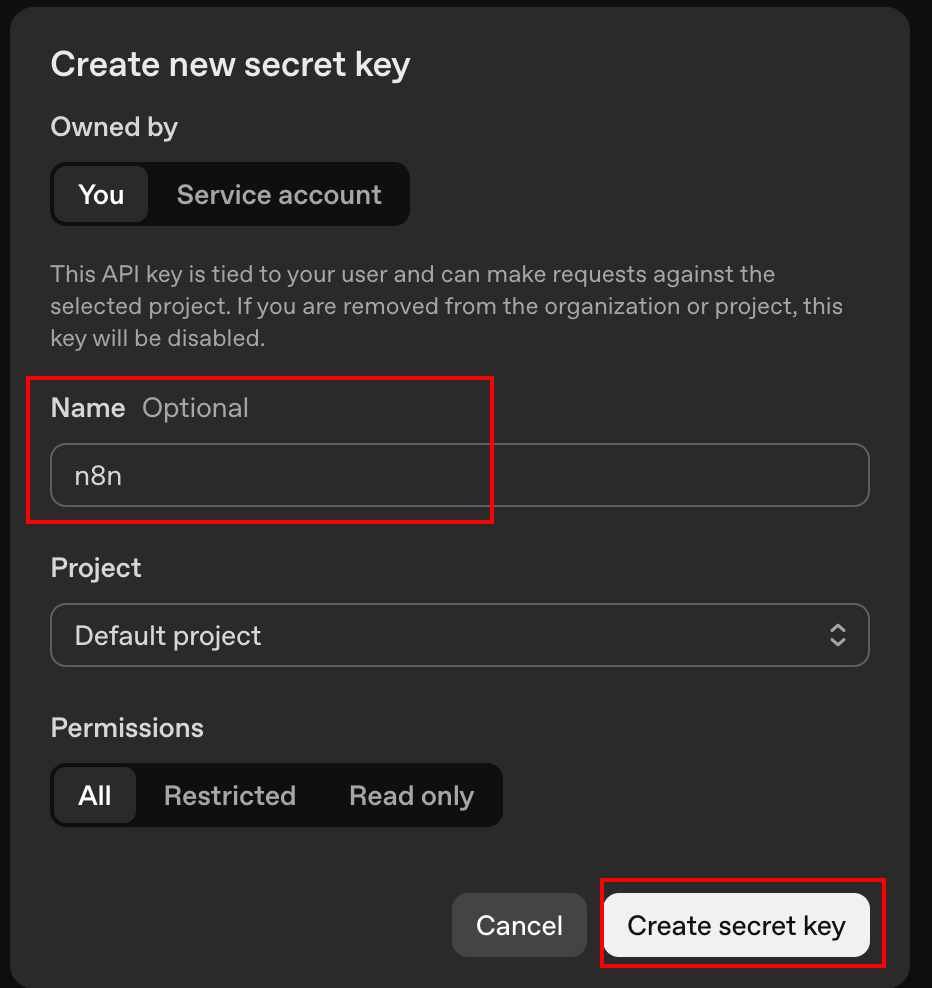 Create new secret key
Owned by
You Service account
This API key is tied to your user and can make requests against the
selected project. If you are removed from the organization or project, this
key will be disabled.
Name Optional
n8n
Project
Default project
Permissions
All Restricted Read only
Cancel Create secret key